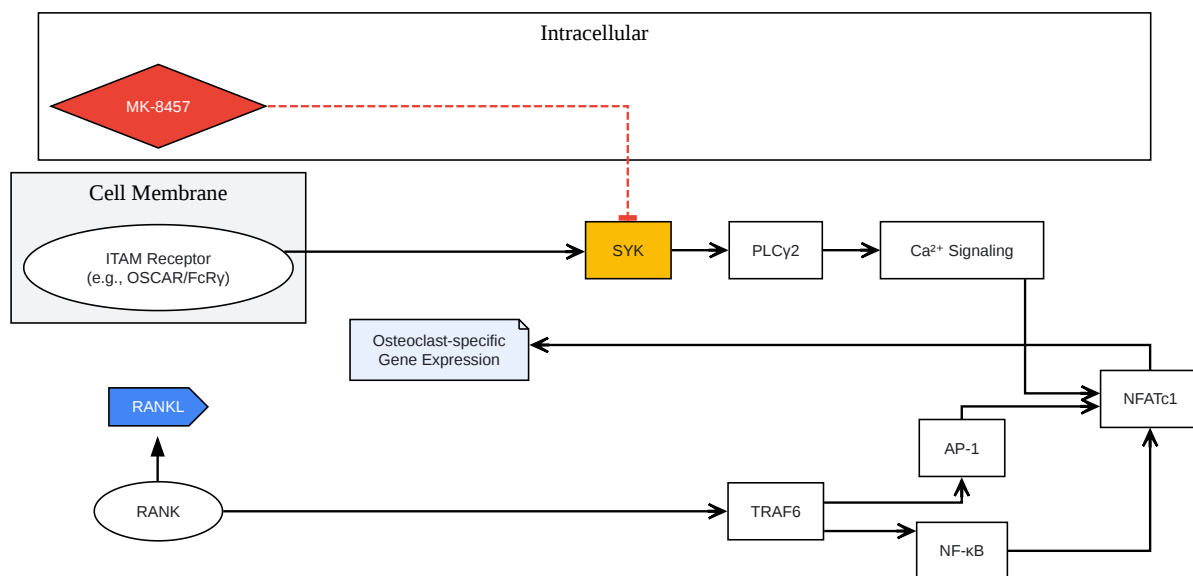 Intracellular
MK-8457
Cell Membrane
ITAM Receptor
(e.g., OSCAR/FcRγ)
SYK
PLCγ2
Ca²⁺ Signaling
Osteoclast-specific
Gene Expression
NFATc1
RANKL
AP-1
RANK
TRAF6
NF-κB